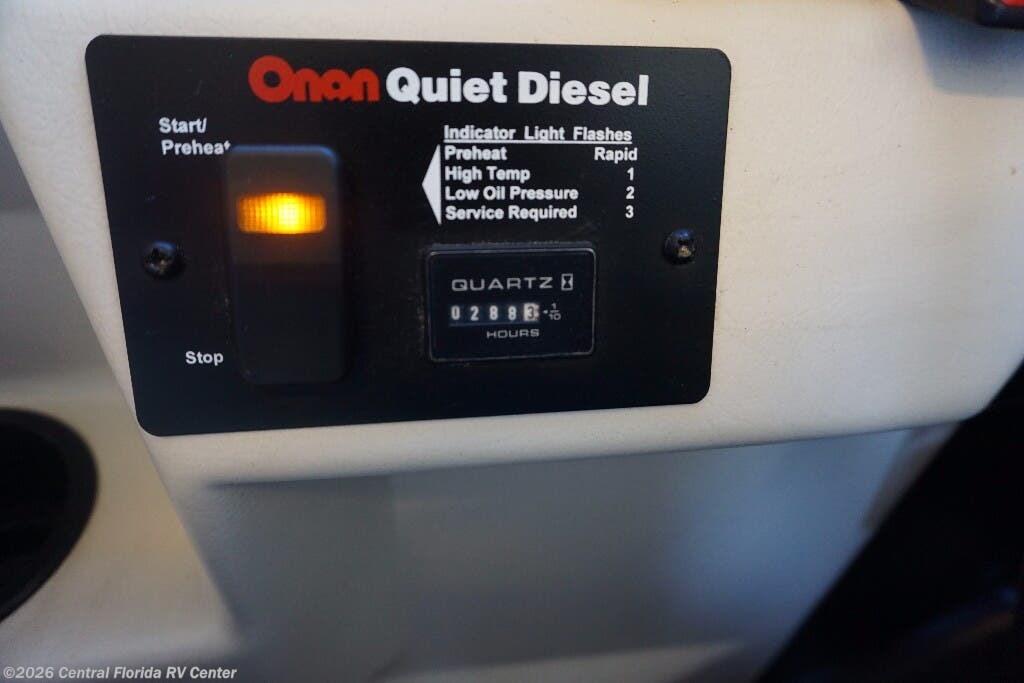 Onan Quiet Diesel
Start/
Preheat
Indicator Light Flashes
Preheat Rapid
High Temp 1
Low Oil Pressure 2
Service Required 3
QUARTZ
02883 1/10
HOURS
Stop
©2026 Central Florida RV Center